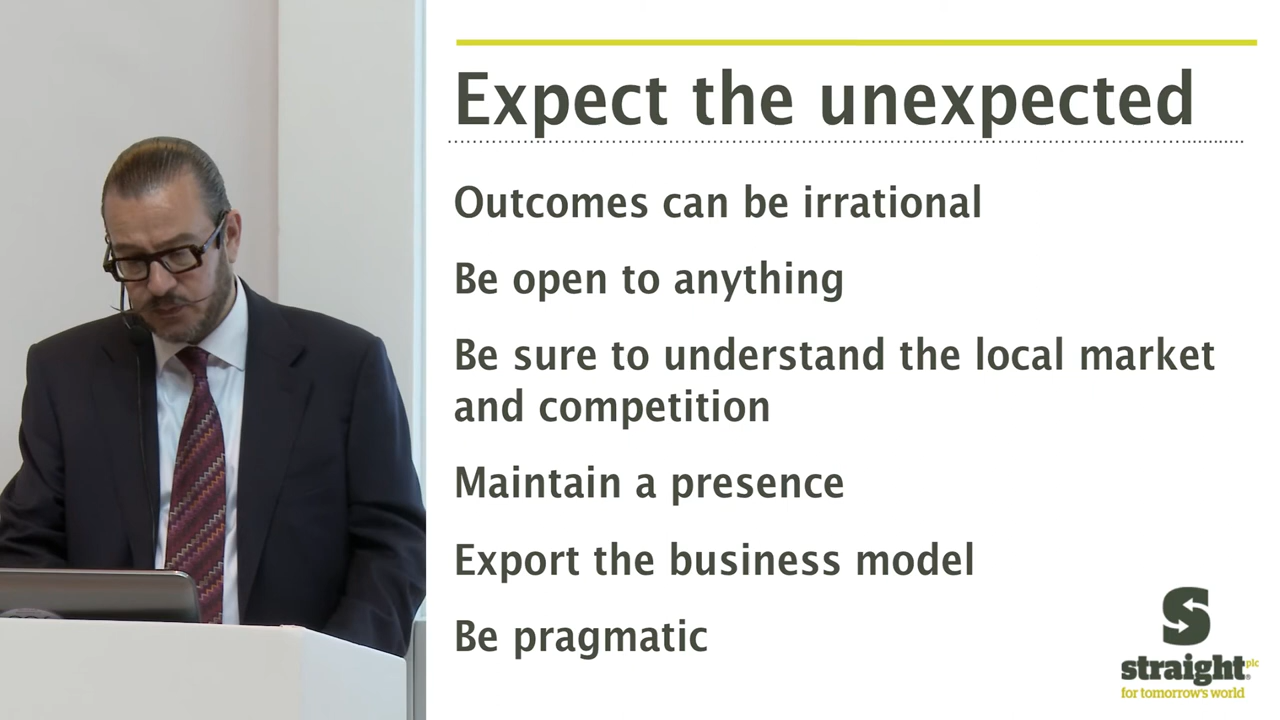 Expect the unexpected
Outcomes can be irrational
Be open to anything
Be sure to understand the local market
and competition
Maintain a presence
Export the business model
Be pragmatic
S
straight plc
for tomorrow's world